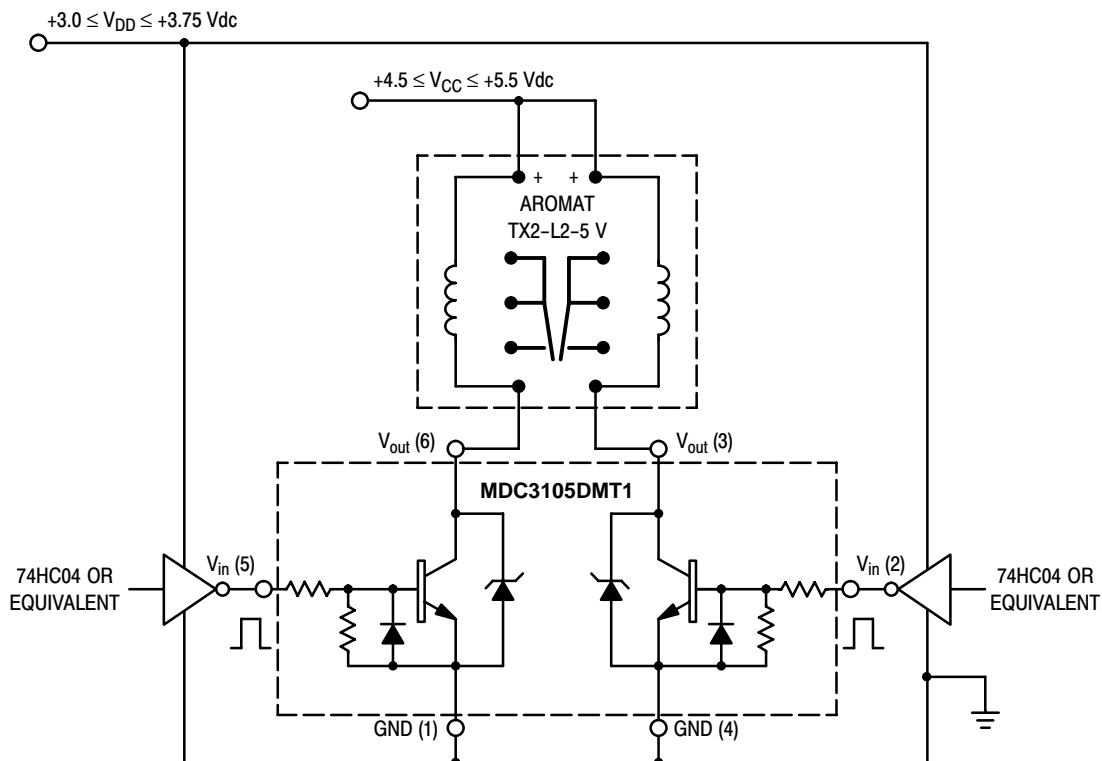 +3.0 ≤ VDD ≤ +3.75 Vdc
+4.5 ≤ VCC ≤ +5.5 Vdc
+ +
AROMAT
TX2–L2–5 V
Vout (6)
Vout (3)
MDC3105DMT1
74HC04 OR
EQUIVALENT
Vin (5)
Vin (2)
74HC04 OR
EQUIVALENT
GND (1)
GND (4)